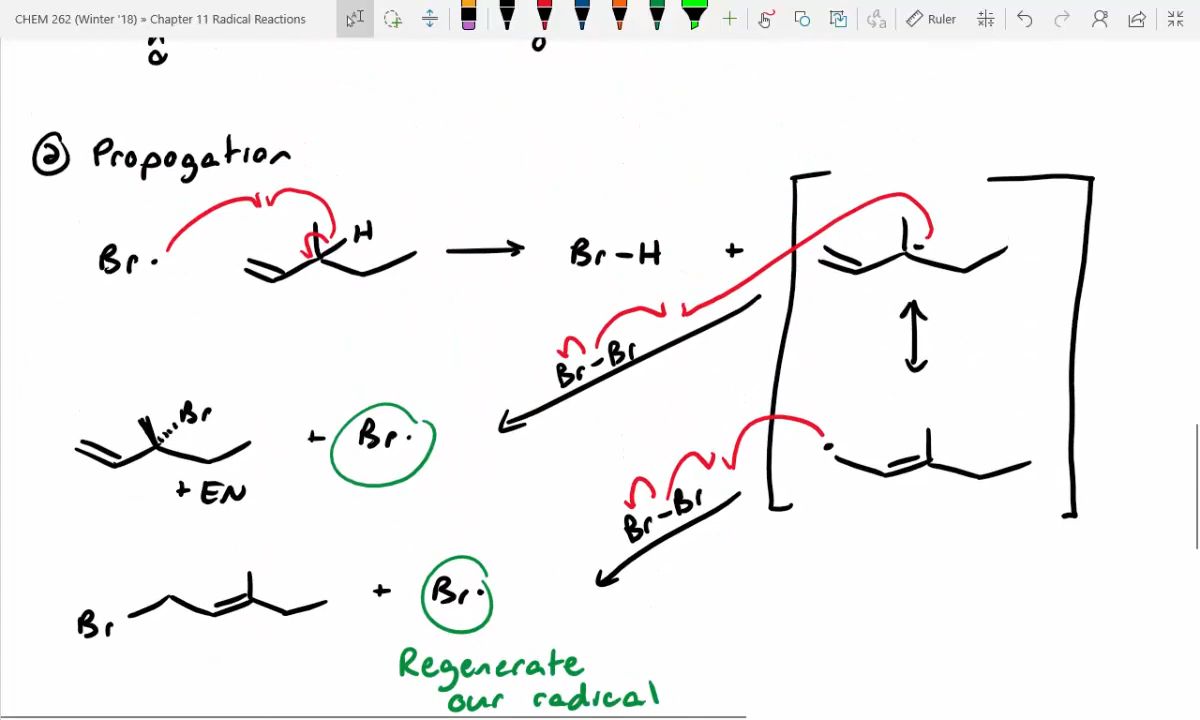 CHEM 262 (Winter '18) » Chapter 11 Radical Reactions
Ruler
② Propogation
Br· H Br-H +
Br-Br
Br + Br·
+ EN
Br-Br
Br + Br·
Regenerate
our radical